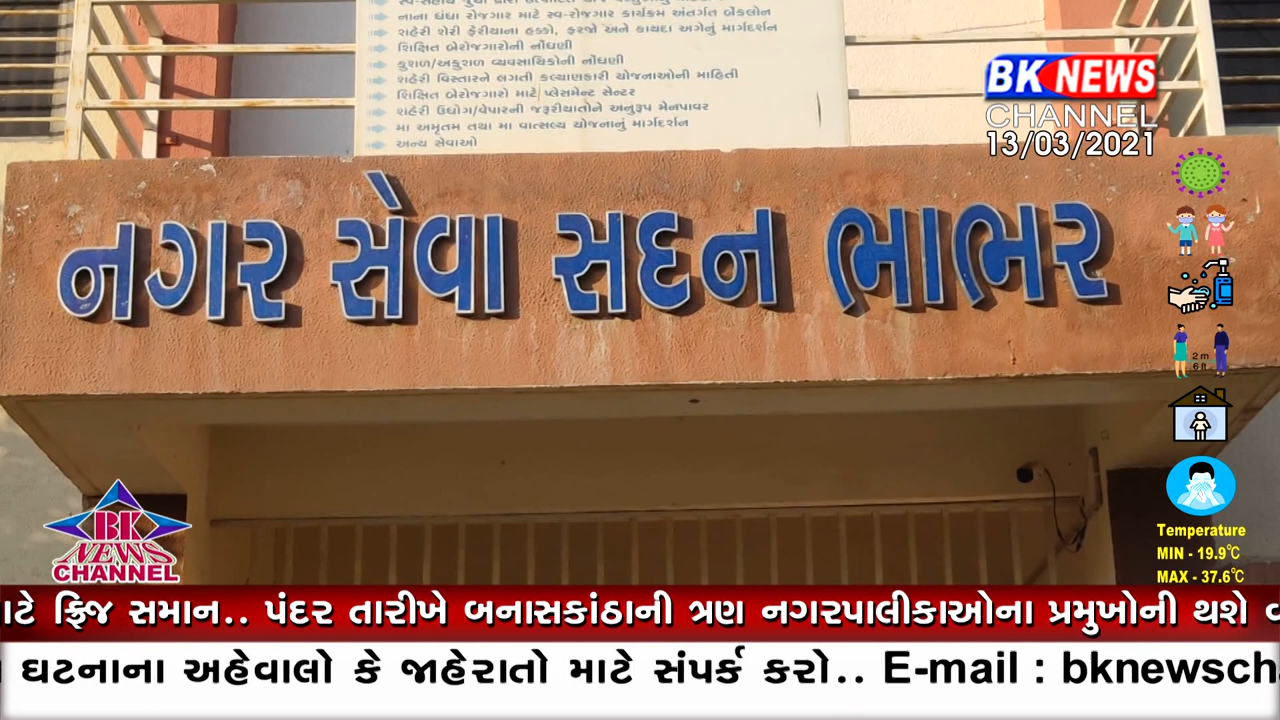 નાના ધંધા રોજગાર માટે સ્વ-રોજગાર કાર્યક્રમ અંતર્ગત બેંકલોન
શહેરી શેરી ફેરીયાના હક્કો, ફરજો અને કાયદા અગેનું માર્ગદર્શન
શિક્ષિત બેરોજગારોની નોંધણી
કુશળ/અકુશળ વ્યવસાયિકોની નોંધણી
શહેરી વિસ્તારને લગતી કલ્યાણકારી યોજનાઓની માહિતી
શિક્ષિત બેરોજગારો માટે પ્લેસમેન્ટ સેન્ટર
શહેરી ઉદ્યોગ/વેપારની જરૂરીયાતોને અનુરૂપ મેનપાવર
મા અમૃતમ તથા મા વાત્સલ્ય યોજનાનું માર્ગદર્શન
અન્ય સેવાઓ
BK NEWS
CHANNEL
13/03/2021
નગર સેવા સદન ભાભર
2 m
6 ft
BK
NEWS
CHANNEL
Temperature
MIN - 19.9℃
MAX - 37.6℃
ફ્રિજ સમાન.. પંદર તારીખે બનાસકાંઠાની ત્રણ નગરપાલીકાઓના પ્રમુખોની થશે
ઘટનાના અહેવાલો કે જાહેરાતો માટે સંપર્ક કરો.. E-mail : bknewsch